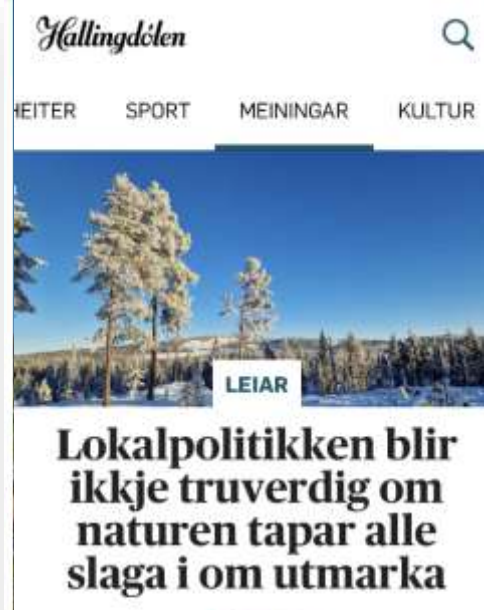 Hallingdølen
HEITER
SPORT
MEININGAR
KULTUR
LEIAR
Lokalpolitikken blir
ikkje truverdig om
naturen tapar alle
slaga i om utmarka